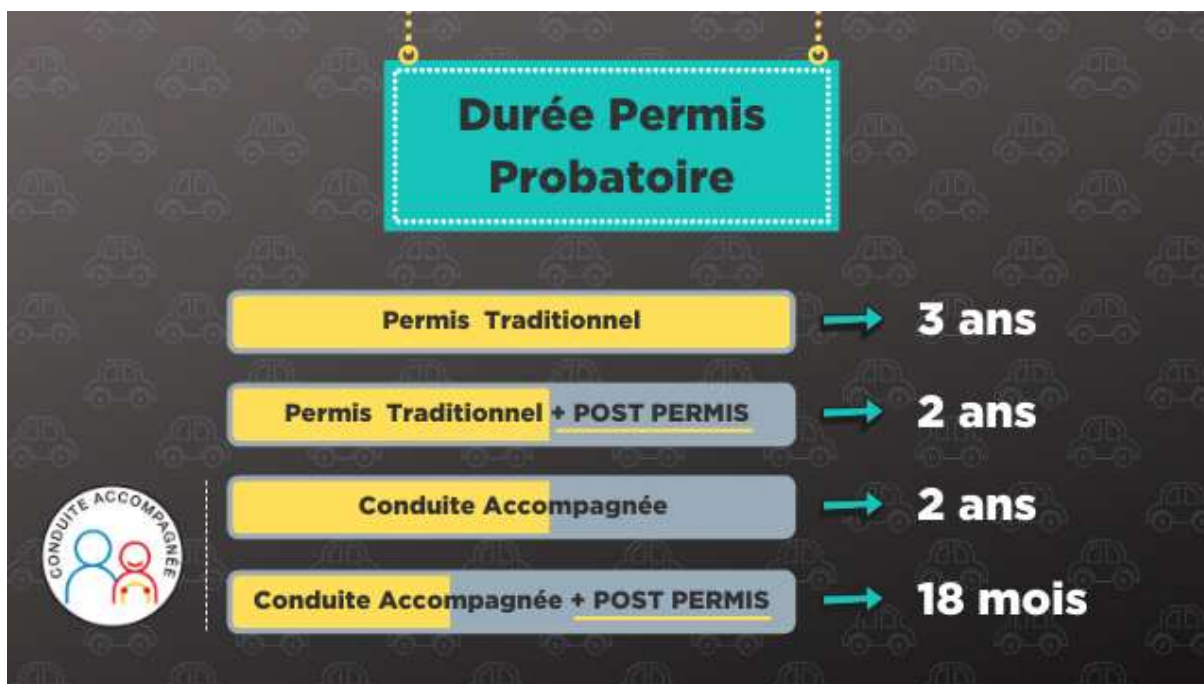 Durée Permis
Probatoire
Permis Traditionnel
3 ans
Permis Traditionnel + POST PERMIS
2 ans
Conduite Accompagnée
2 ans
CONDUITE ACCOMPAGNÉE
Conduite Accompagnée + POST PERMIS
18 mois